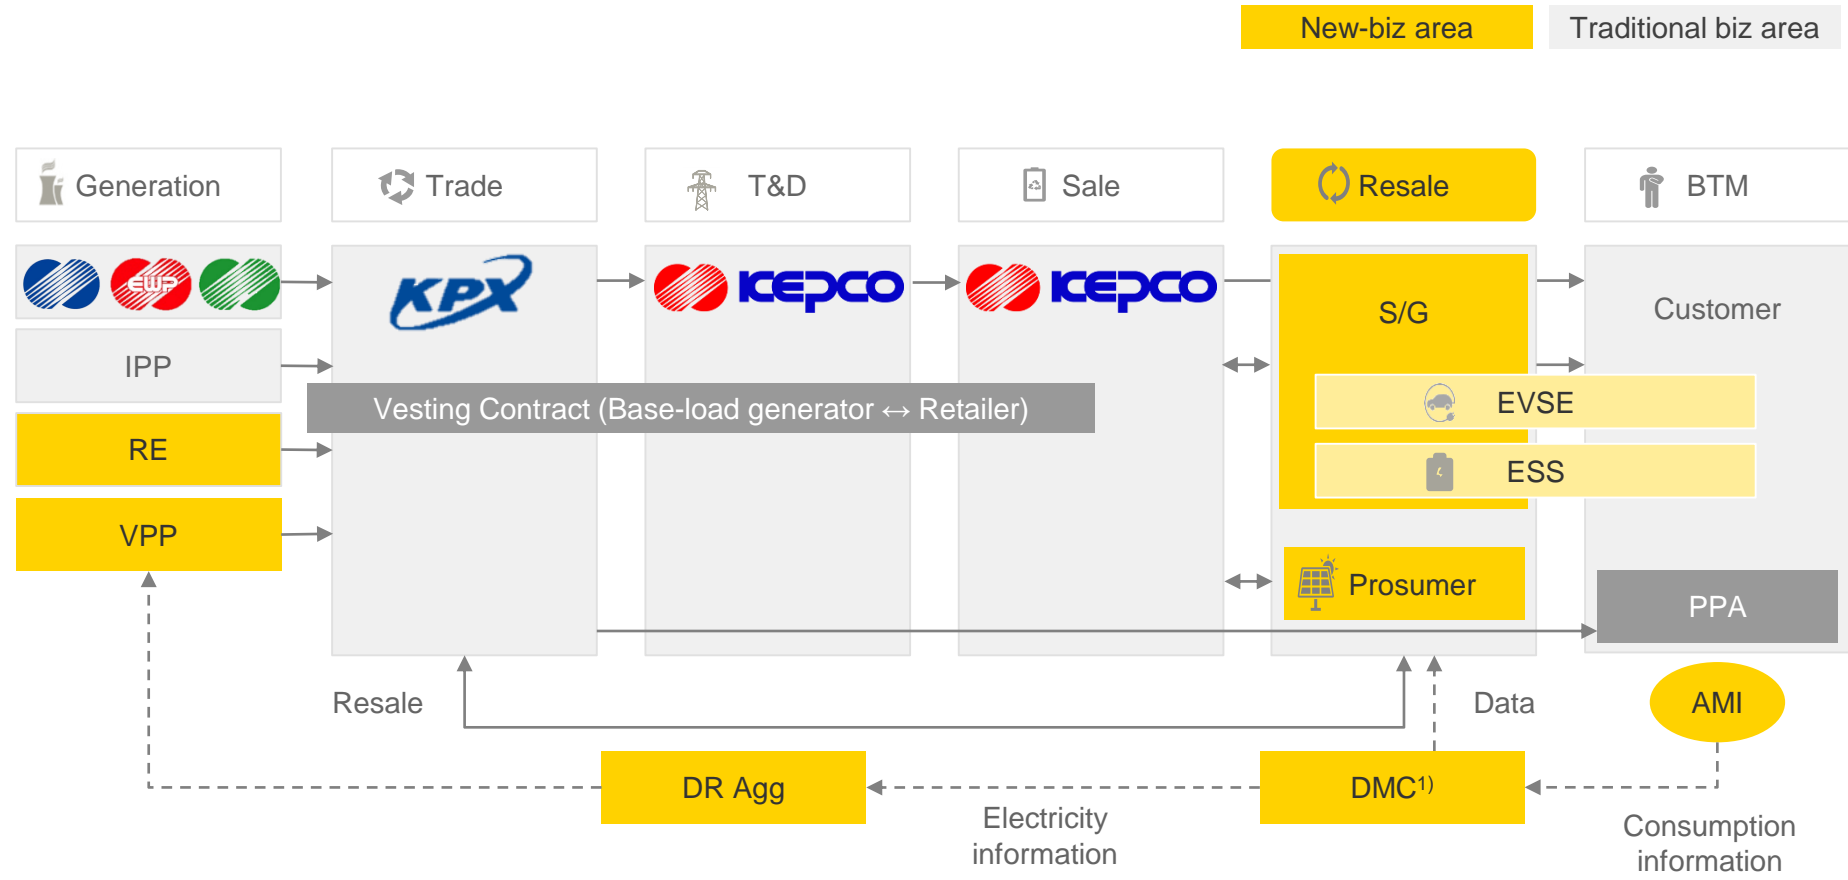 New-biz area
Traditional biz area
Generation
Trade
T&D
Sale
Resale
BTM
EWP
KPX
KEPCO
KEPCO
S/G
Customer
IPP
Vesting Contract (Base-load generator ↔ Retailer)
EVSE
RE
ESS
VPP
Prosumer
PPA
Resale
Data
AMI
DR Agg
DMC1)
Electricity
information
Consumption
information